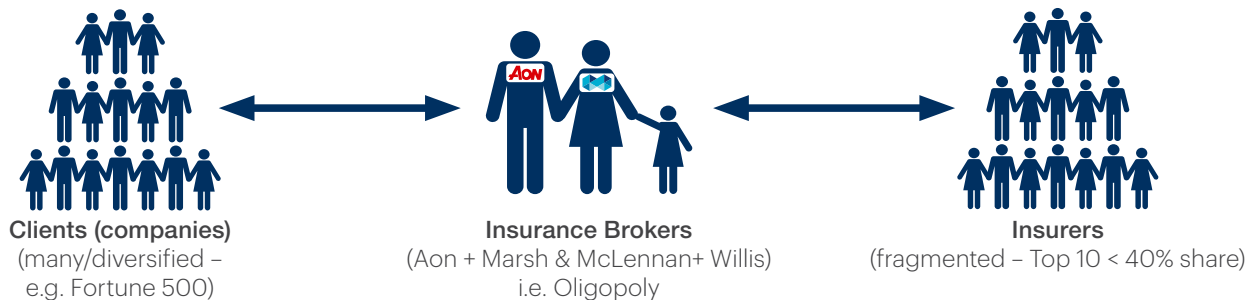 AON
Clients (companies)
(many/diversified –
e.g. Fortune 500)
Insurance Brokers
(Aon + Marsh & McLennan+ Willis)
i.e. Oligopoly
Insurers
(fragmented – Top 10 < 40% share)